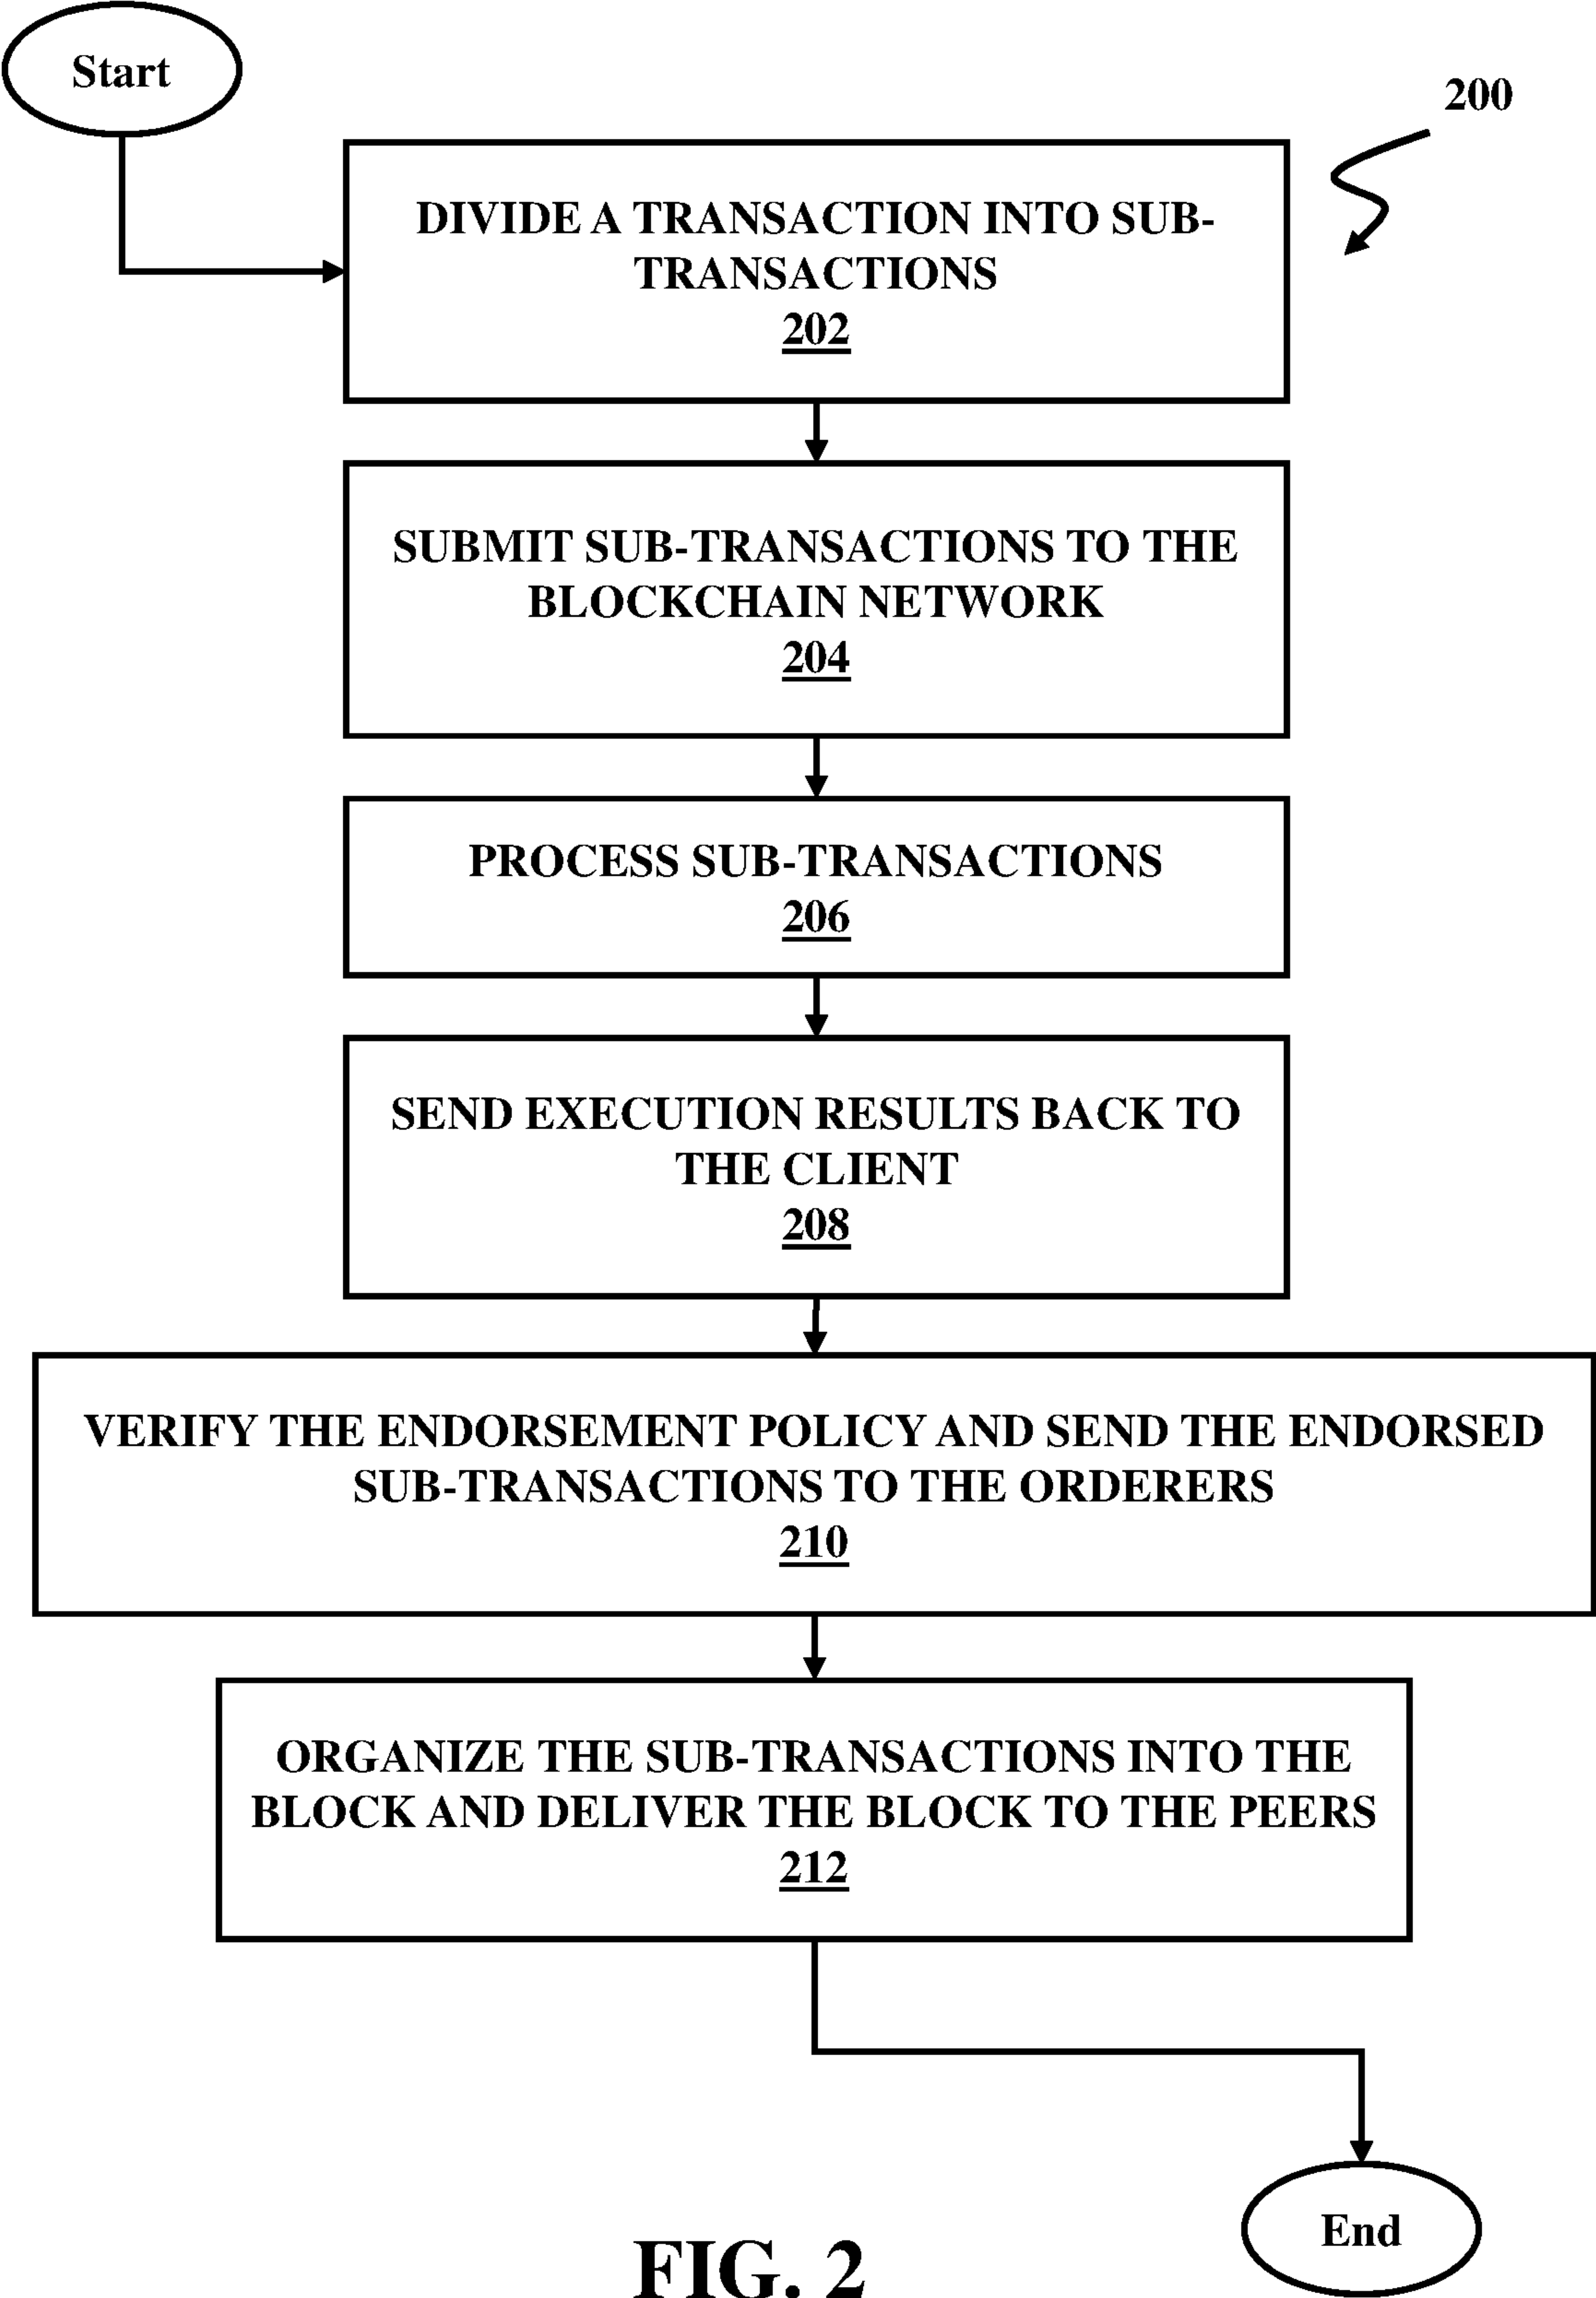 Start
200
DIVIDE A TRANSACTION INTO SUB-
TRANSACTIONS
202
SUBMIT SUB-TRANSACTIONS TO THE
BLOCKCHAIN NETWORK
204
PROCESS SUB-TRANSACTIONS
206
SEND EXECUTION RESULTS BACK TO
THE CLIENT
208
VERIFY THE ENDORSEMENT POLICY AND SEND THE ENDORSED
SUB-TRANSACTIONS TO THE ORDERERS
210
ORGANIZE THE SUB-TRANSACTIONS INTO THE
BLOCK AND DELIVER THE BLOCK TO THE PEERS
212
End
FIG. 2